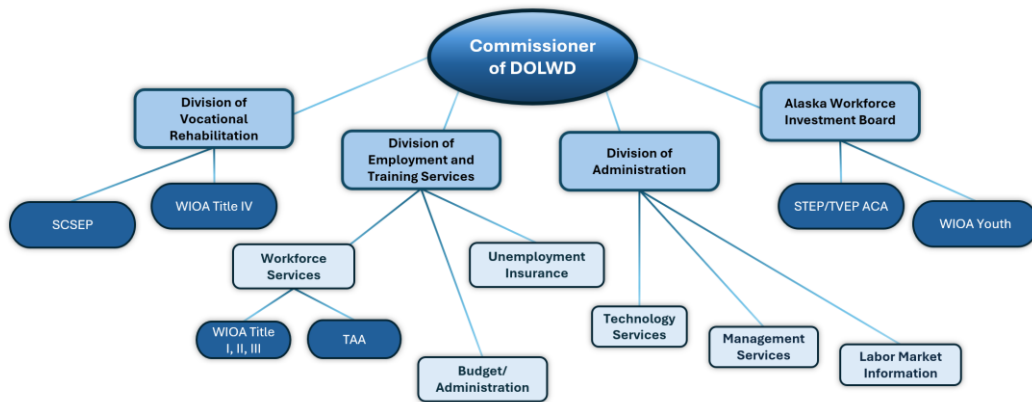 Commissioner
of DOLWD
Division of
Vocational
Rehabilitation
Alaska Workforce
Investment Board
Division of
Employment and
Training Services
Division of
Administration
SCSEP
WIOA Title IV
STEP/TVEP ACA
WIOA Youth
Workforce
Services
Unemployment
Insurance
WIOA Title
I, II, III
TAA
Technology
Services
Management
Services
Labor Market
Information
Budget/
Administration